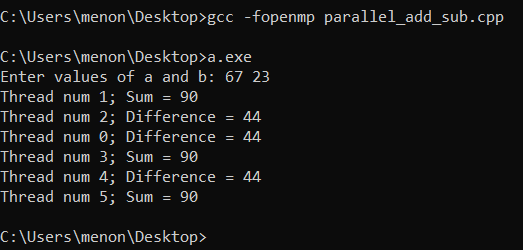 C:\Users\menon\Desktop>gcc -fopenmp parallel_add_sub.cpp
C:\Users\menon\Desktop>a.exe
Enter values of a and b: 67 23
Thread num 1; Sum = 90
Thread num 2; Difference = 44
Thread num 0; Difference = 44
Thread num 3; Sum = 90
Thread num 4; Difference = 44
Thread num 5; Sum = 90
C:\Users\menon\Desktop>